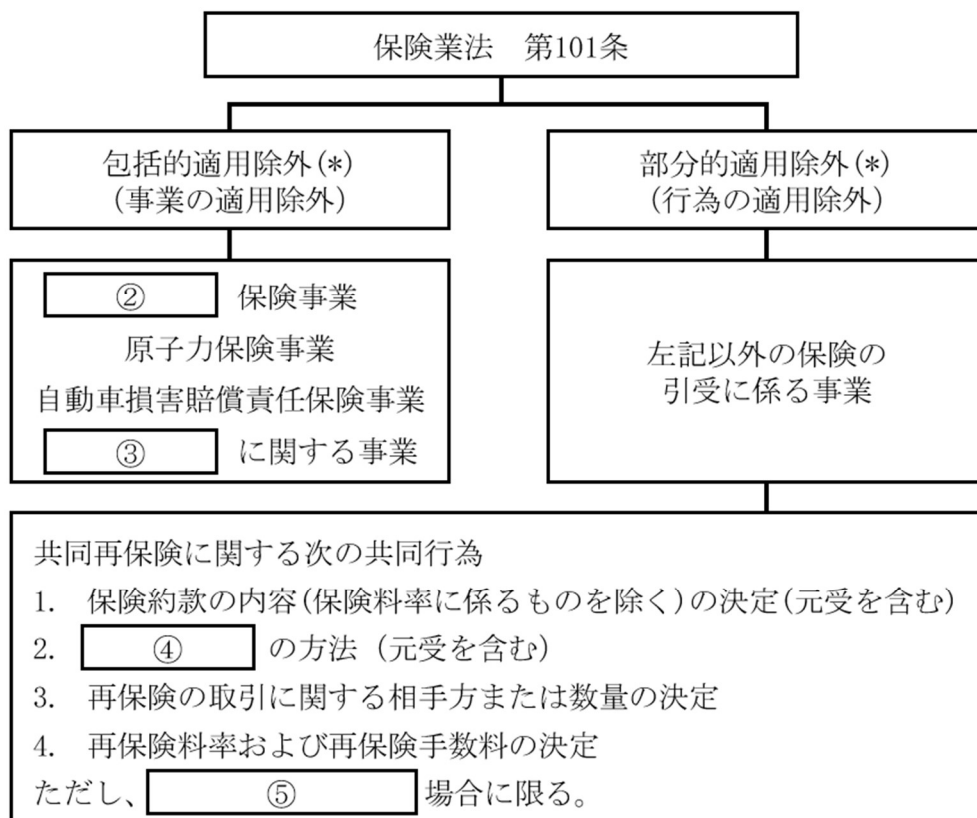 保険業法　第101条
包括的適用除外(*)
(事業の適用除外)
部分的適用除外(*)
(行為の適用除外)
② 保険事業
原子力保険事業
自動車損害賠償責任保険事業
③ に関する事業
左記以外の保険の
引受に係る事業
共同再保険に関する次の共同行為
1.　保険約款の内容(保険料率に係るものを除く)の決定(元受を含む)
2.　④ の方法（元受を含む）
3.　再保険の取引に関する相手方または数量の決定
4.　再保険料率および再保険手数料の決定
ただし、⑤場合に限る。